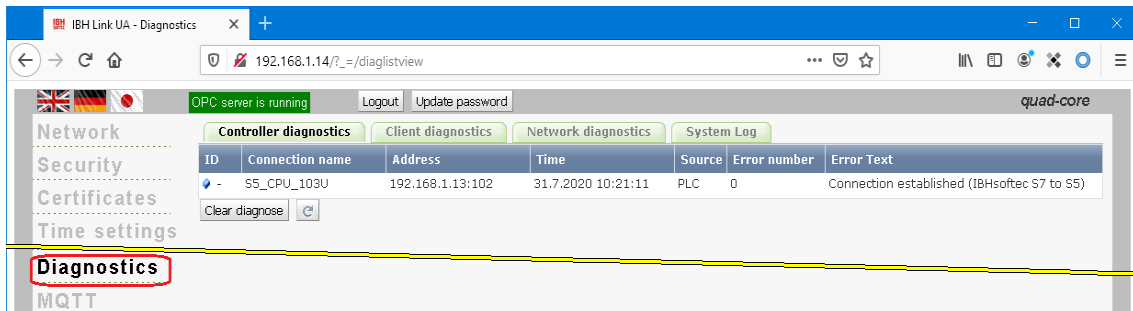 IBH Link UA - Diagnostics
192.168.1.14/?_=/diaglistview
OPC server is running Logout Update password quad-core
Network
Security
Certificates
Time settings
Diagnostics
MQTT
Controller diagnostics Client diagnostics Network diagnostics System Log
ID Connection name Address Time Source Error number Error Text
- S5_CPU_103U 192.168.1.13:102 31.7.2020 10:21:11 PLC 0 Connection established (IBHsoftec S7 to S5)
Clear diagnose